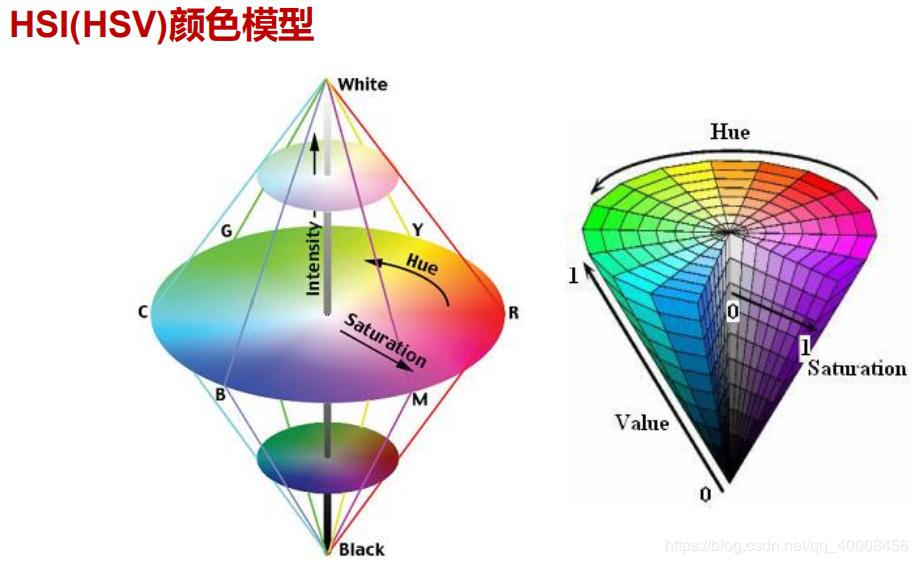 HSI(HSV)颜色模型
White
G
Y
Intensity
Hue
C
R
Saturation
B
M
Black
Hue
1
0
1
Saturation
Value
0
https://blog.csdn.net/qq_40008456